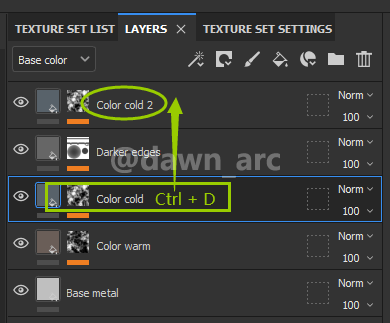 TEXTURE SET LIST LAYERS × TEXTURE SET SETTINGS
Base color
Color cold 2 Norm
100
Darker edges Norm
@dawn_arc
100
Color cold Ctrl + D Norm
100
Color warm Norm
100
Base metal Norm
100